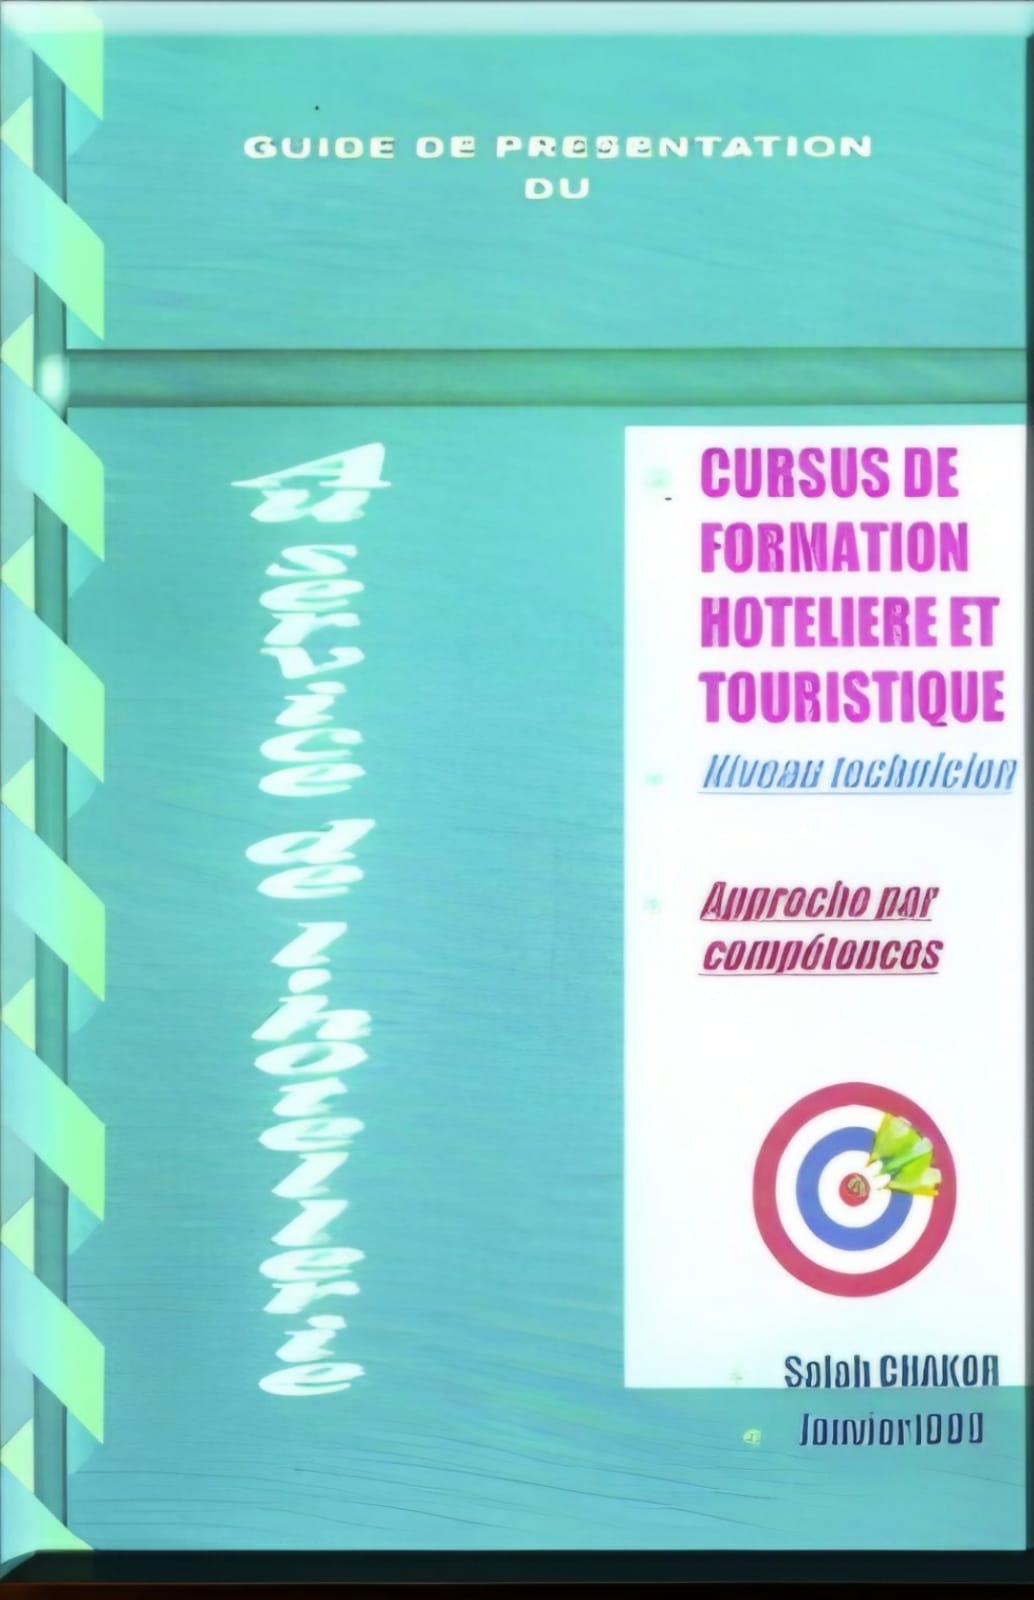 GUIDE DE PRESENTATION
DU
Au service de l'hotellerie
CURSUS DE
FORMATION
HOTELIERE ET
TOURISTIQUE
Niveau technicien
Approche par
compétences
Salah CHAKOR
Janvier